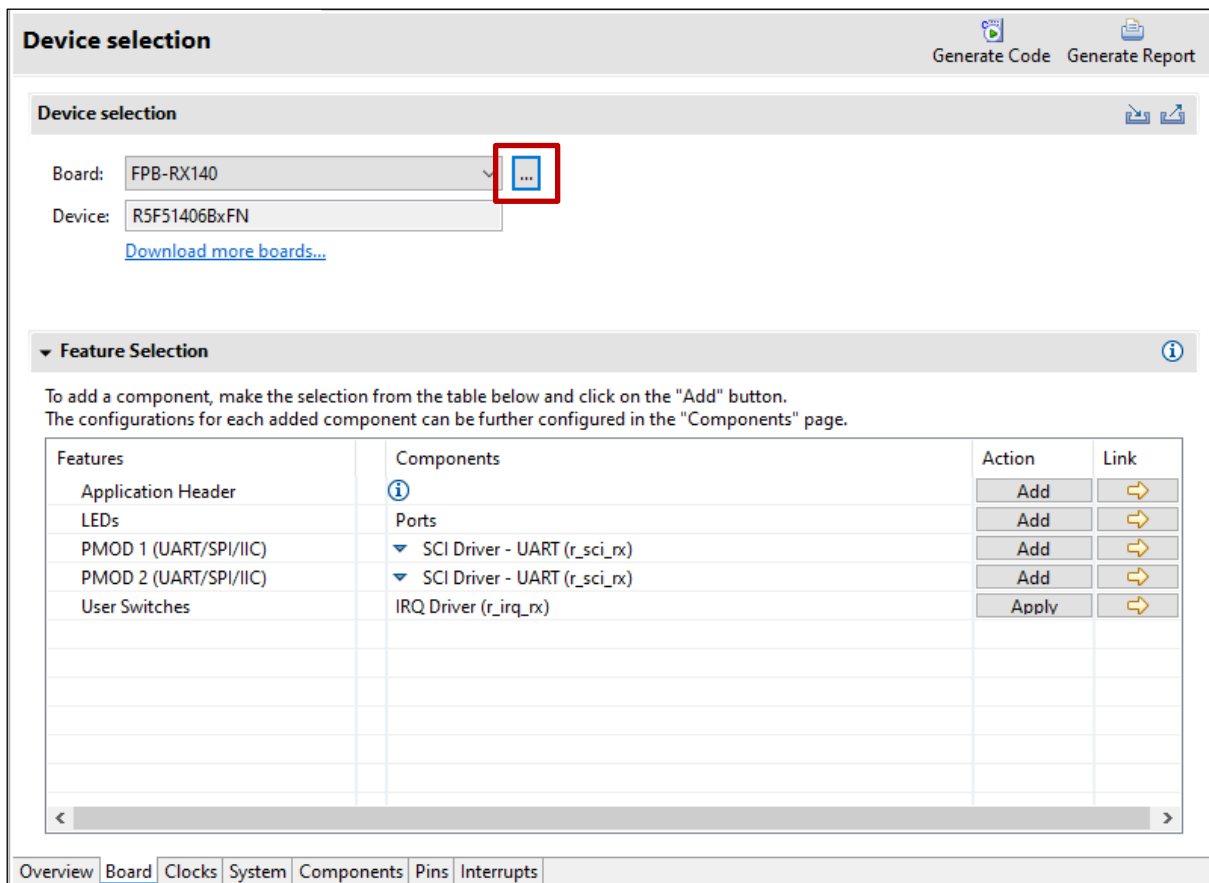 Device selection
Generate Code Generate Report
Device selection
Board: FPB-RX140 ...
Device: R5F51406BxFN
Download more boards...
Feature Selection
To add a component, make the selection from the table below and click on the "Add" button.
The configurations for each added component can be further configured in the "Components" page.
Features Components Action Link
Application Header Add
LEDs Ports Add
PMOD 1 (UART/SPI/IIC) SCI Driver - UART (r_sci_rx) Add
PMOD 2 (UART/SPI/IIC) SCI Driver - UART (r_sci_rx) Add
User Switches IRQ Driver (r_irq_rx) Apply
Overview Board Clocks System Components Pins Interrupts